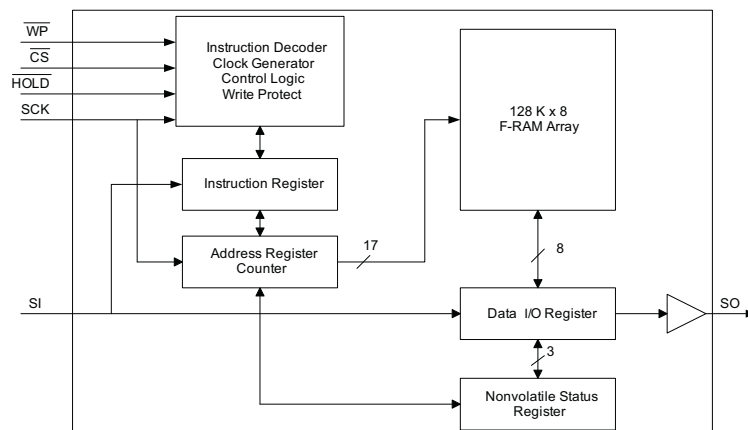 WP
CS
HOLD
SCK
Instruction Decoder
Clock Generator
Control Logic
Write Protect
128 K x 8
F-RAM Array
Instruction Register
Address Register
Counter
17
8
SI
Data I/O Register
SO
3
Nonvolatile Status
Register